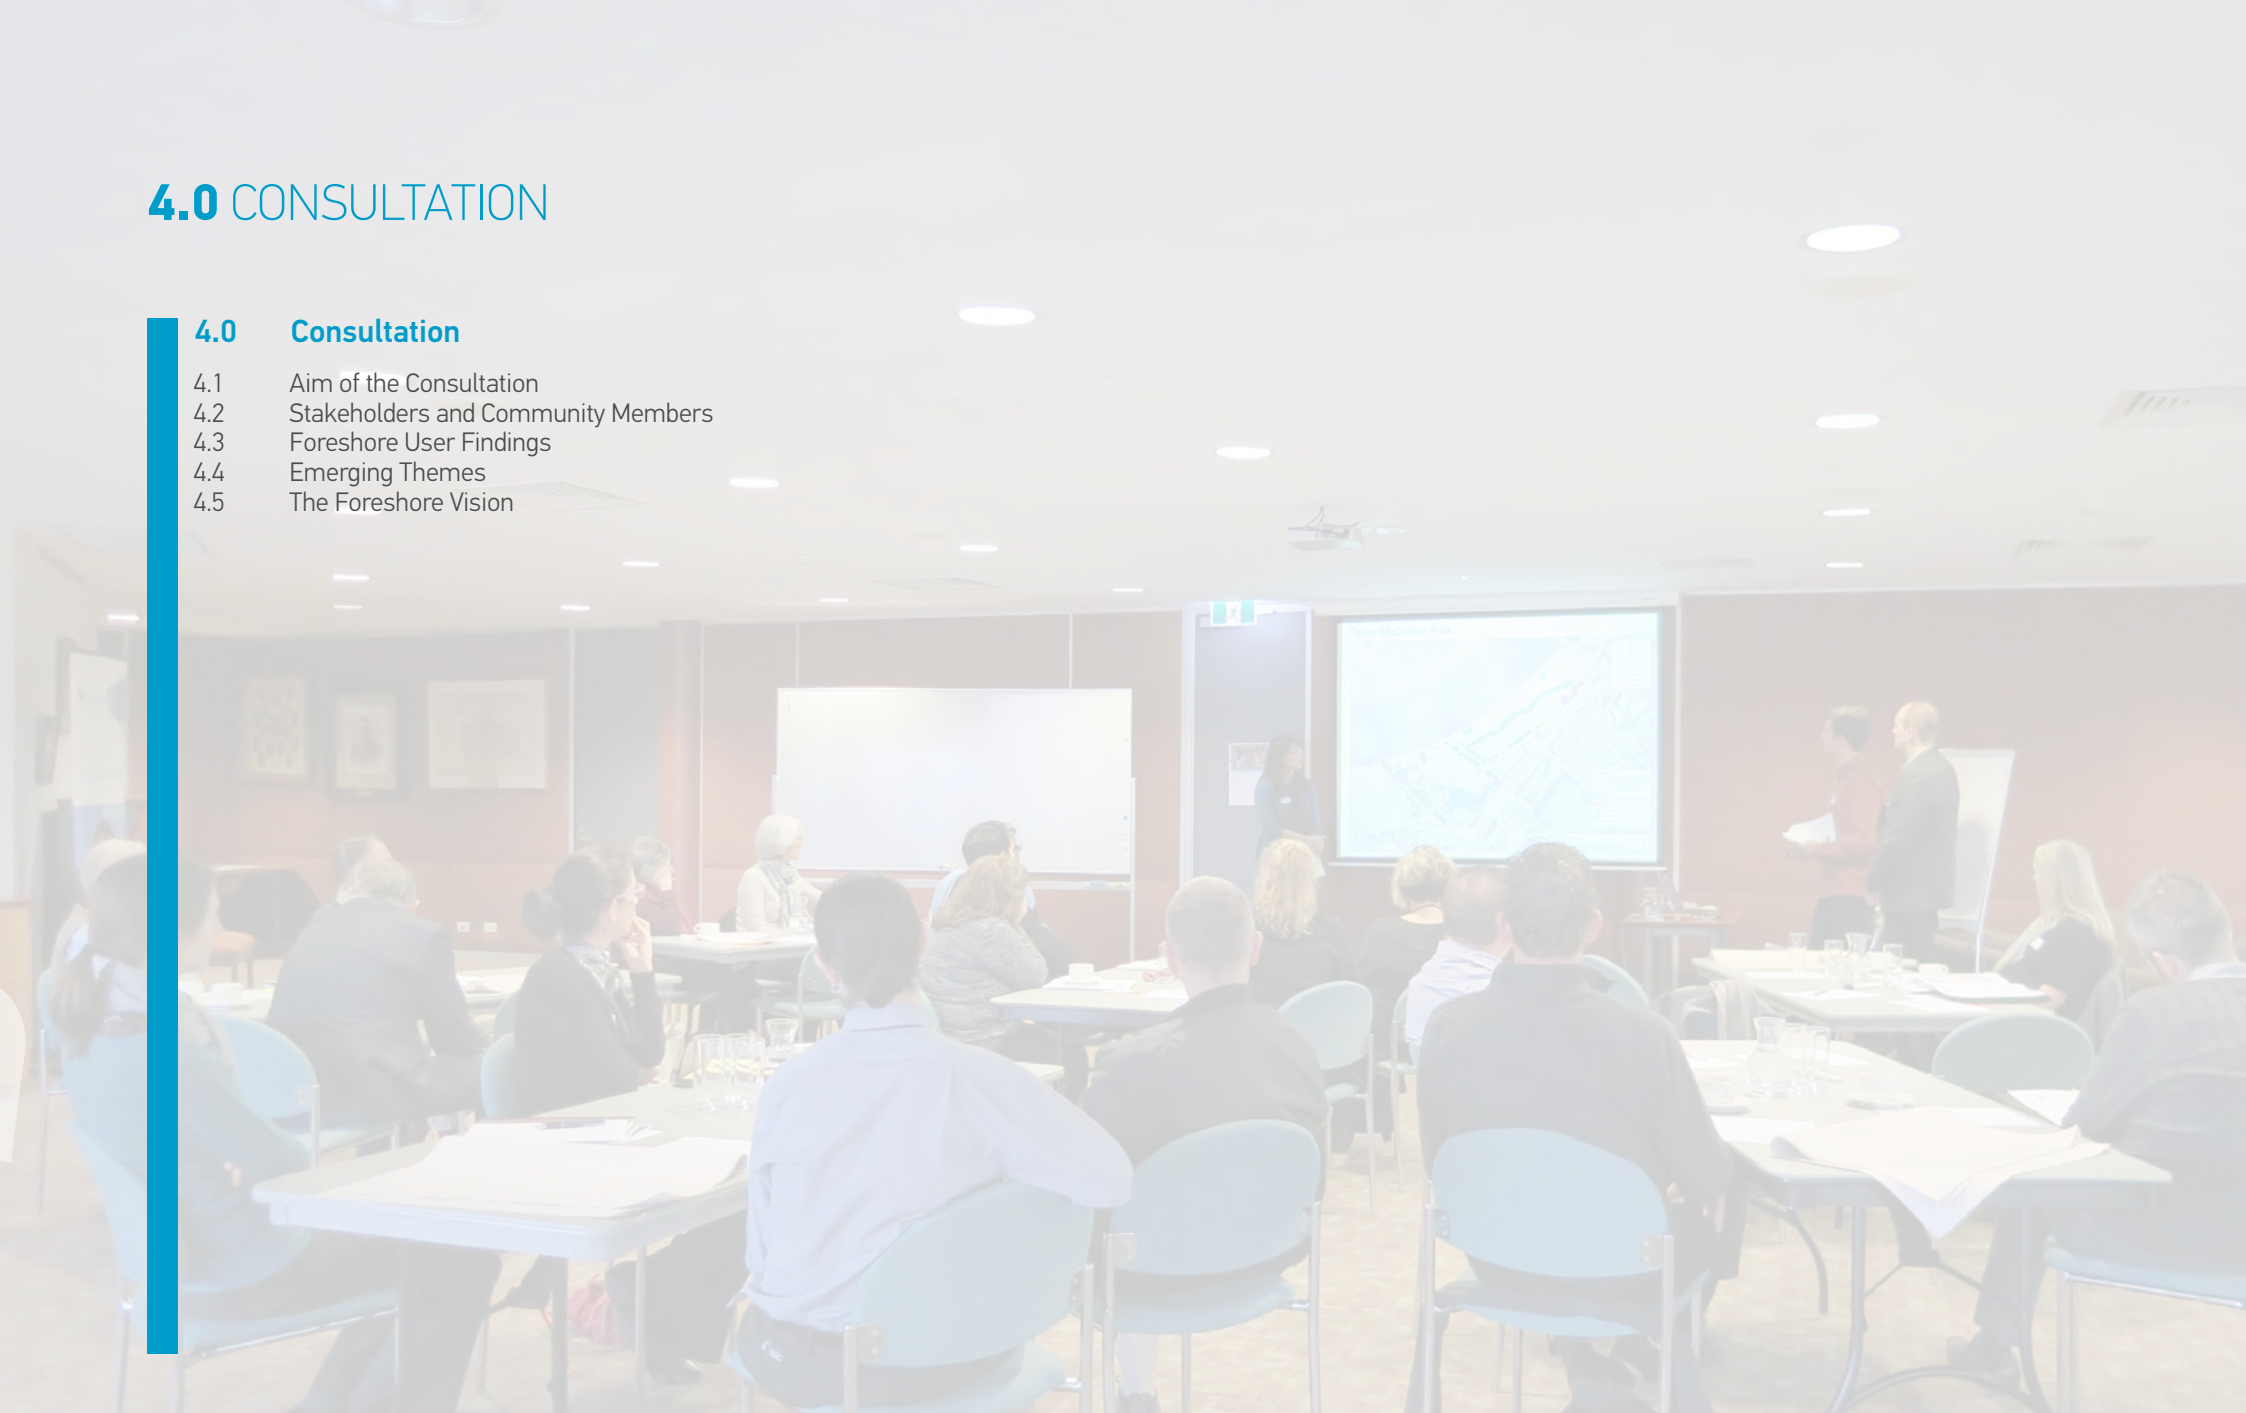 4.0 CONSULTATION
4.0 Consultation
4.1 Aim of the Consultation
4.2 Stakeholders and Community Members
4.3 Foreshore User Findings
4.4 Emerging Themes
4.5 The Foreshore Vision